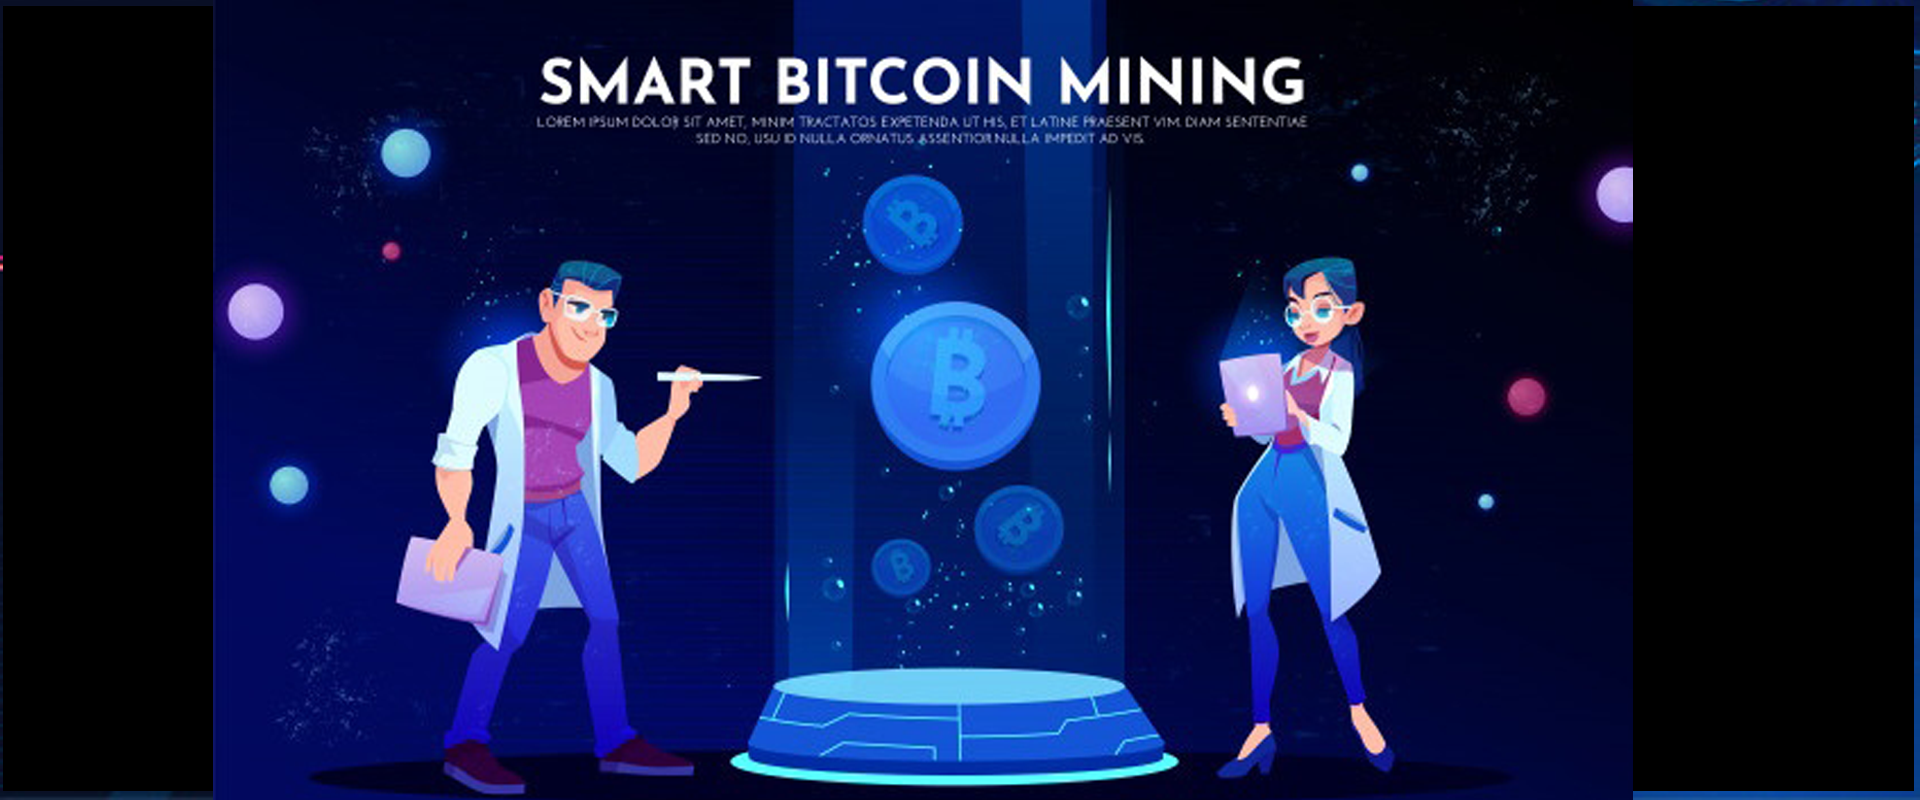 SMART BITCOIN MINING
LOREM IPSUM DOLOR SIT AMET, MINIM TRACTATOS EXPETENDA UT HIS, ET LATINE PRAESENT VIM. DIAM SENTENTIAE
SED NO, USU ID NULLA ORNATUS ASSENTIOR NULLA IMPEDIT AD VIS.